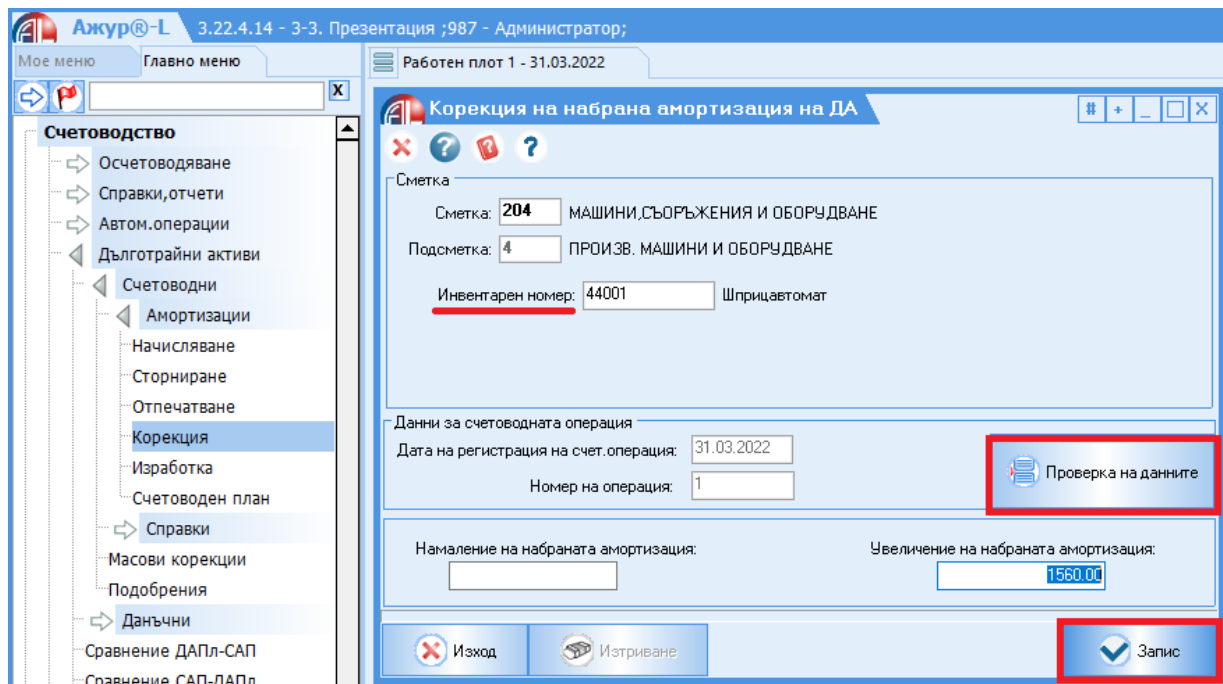 Ажур®-L 3.22.4.14 - 3-3. Презентация ;987 - Администратор;
Мое меню Главно меню
X
Счетоводство
Осчетоводяване
Справки,отчети
Автом.операции
Дълготрайни активи
Счетоводни
Амортизации
Начисляване
Сторниране
Отпечатване
Корекция
Изработка
Счетоводен план
Справки
Масови корекции
Подобрения
Данъчни
Сравнение ДАПл-САП
Сравнение САП-ДАПл
Работен плот 1 - 31.03.2022
Корекция на набрана амортизация на ДА # + _ X
? ? ?
Сметка
Сметка: 204 МАШИНИ,СЪОРЪЖЕНИЯ И ОБОРУДВАНЕ
Подсметка: 4 ПРОИЗВ. МАШИНИ И ОБОРУДВАНЕ
Инвентарен номер: 44001 Шприцавтомат
Данни за счетоводната операция
Дата на регистрация на счет.операция: 31.03.2022
Номер на операция: 1
Проверка на данните
Намаление на набраната амортизация: Увеличение на набраната амортизация:
1560.00
Изход Изтриване Запис